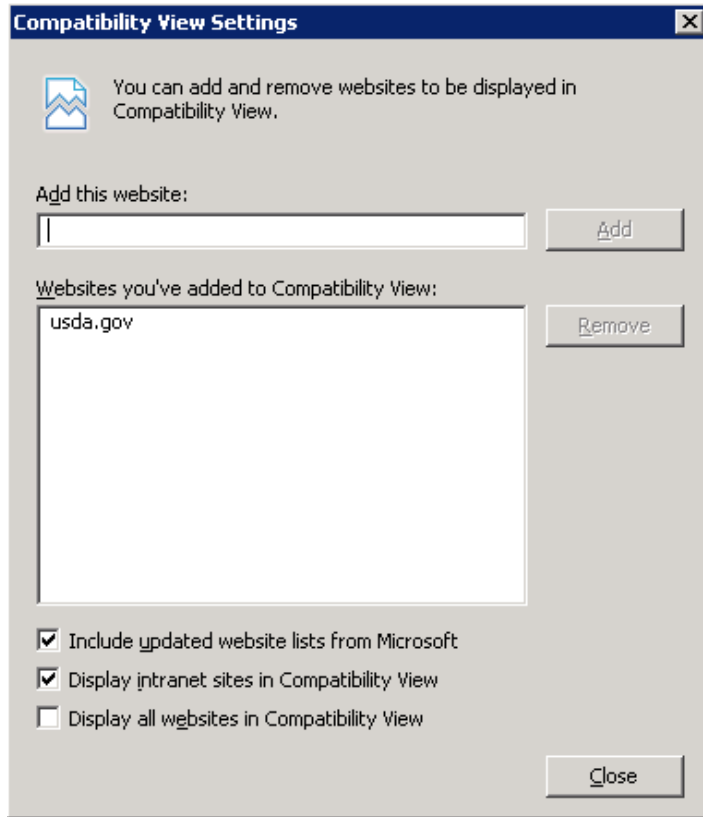 Compatibility View Settings
You can add and remove websites to be displayed in
Compatibility View.
Add this website:
Add
Websites you've added to Compatibility View:
usda.gov
Remove
Include updated website lists from Microsoft
Display intranet sites in Compatibility View
Display all websites in Compatibility View
Close